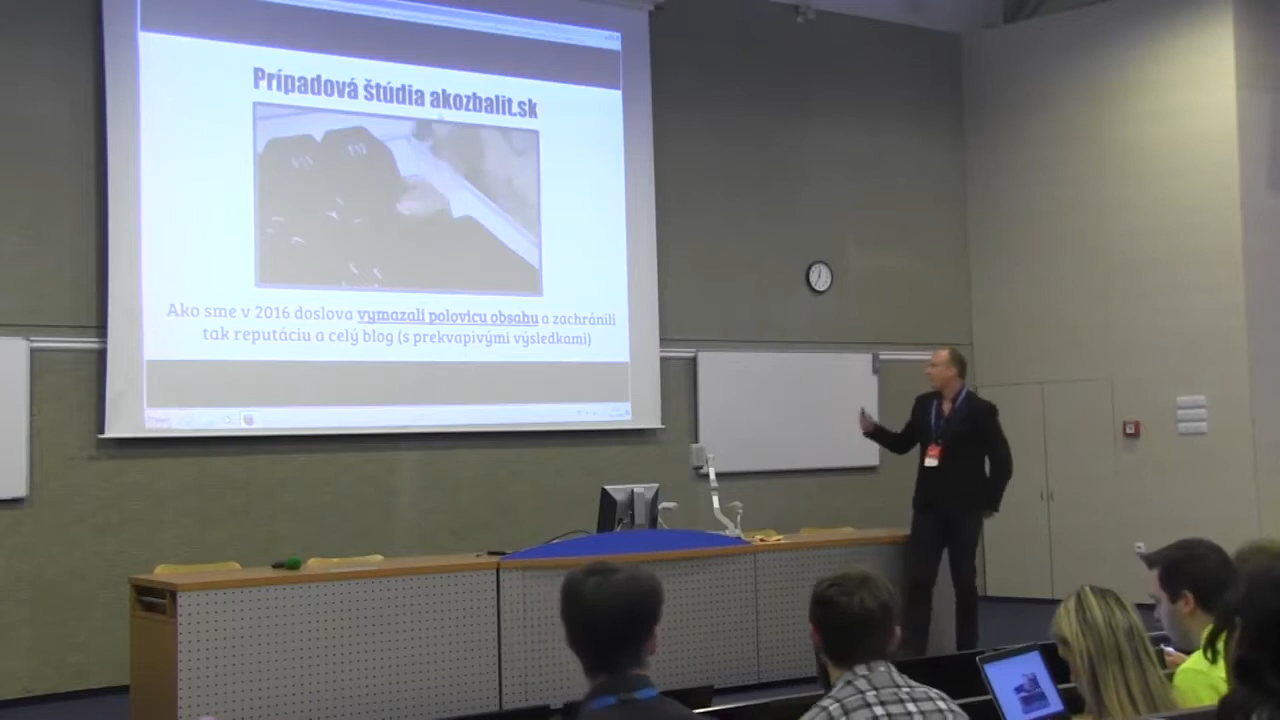 Prípadová štúdia akozbalit.sk
Ako sme v 2016 doslova vymazali polovicu obsahu a zachránili
tak reputáciu a celý blog (s prekvapivými výsledkami)